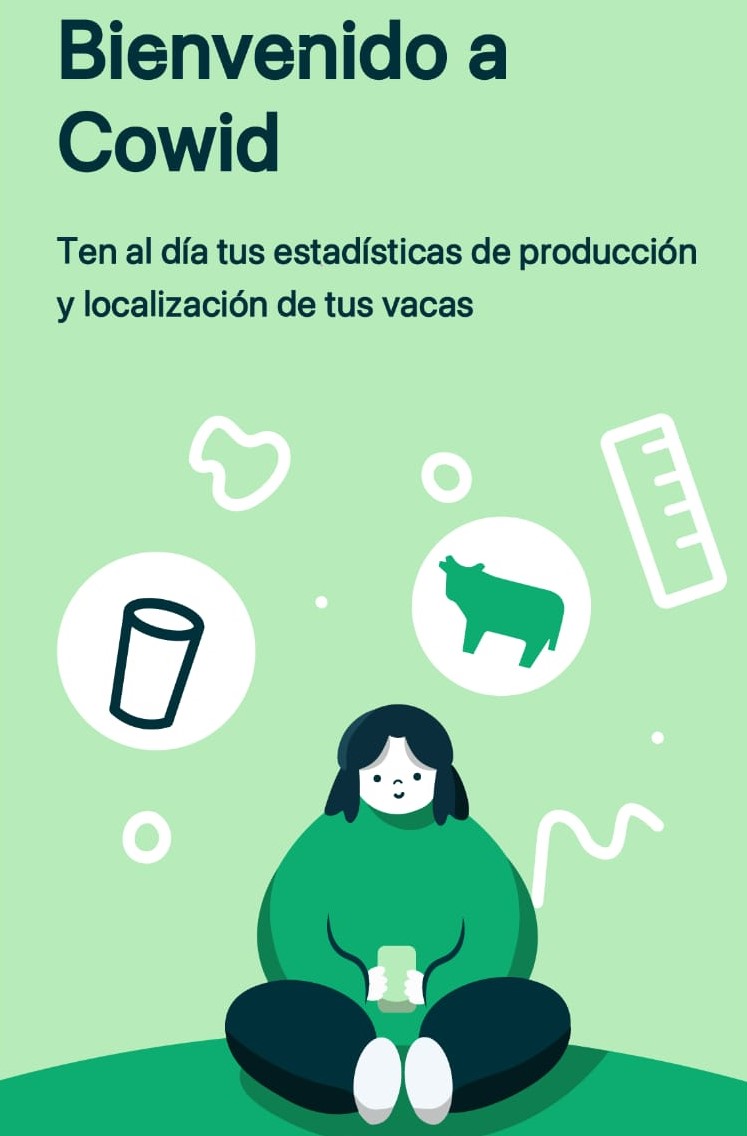 Bienvenido a
Cowid
Ten al día tus estadísticas de producción
y localización de tus vacas